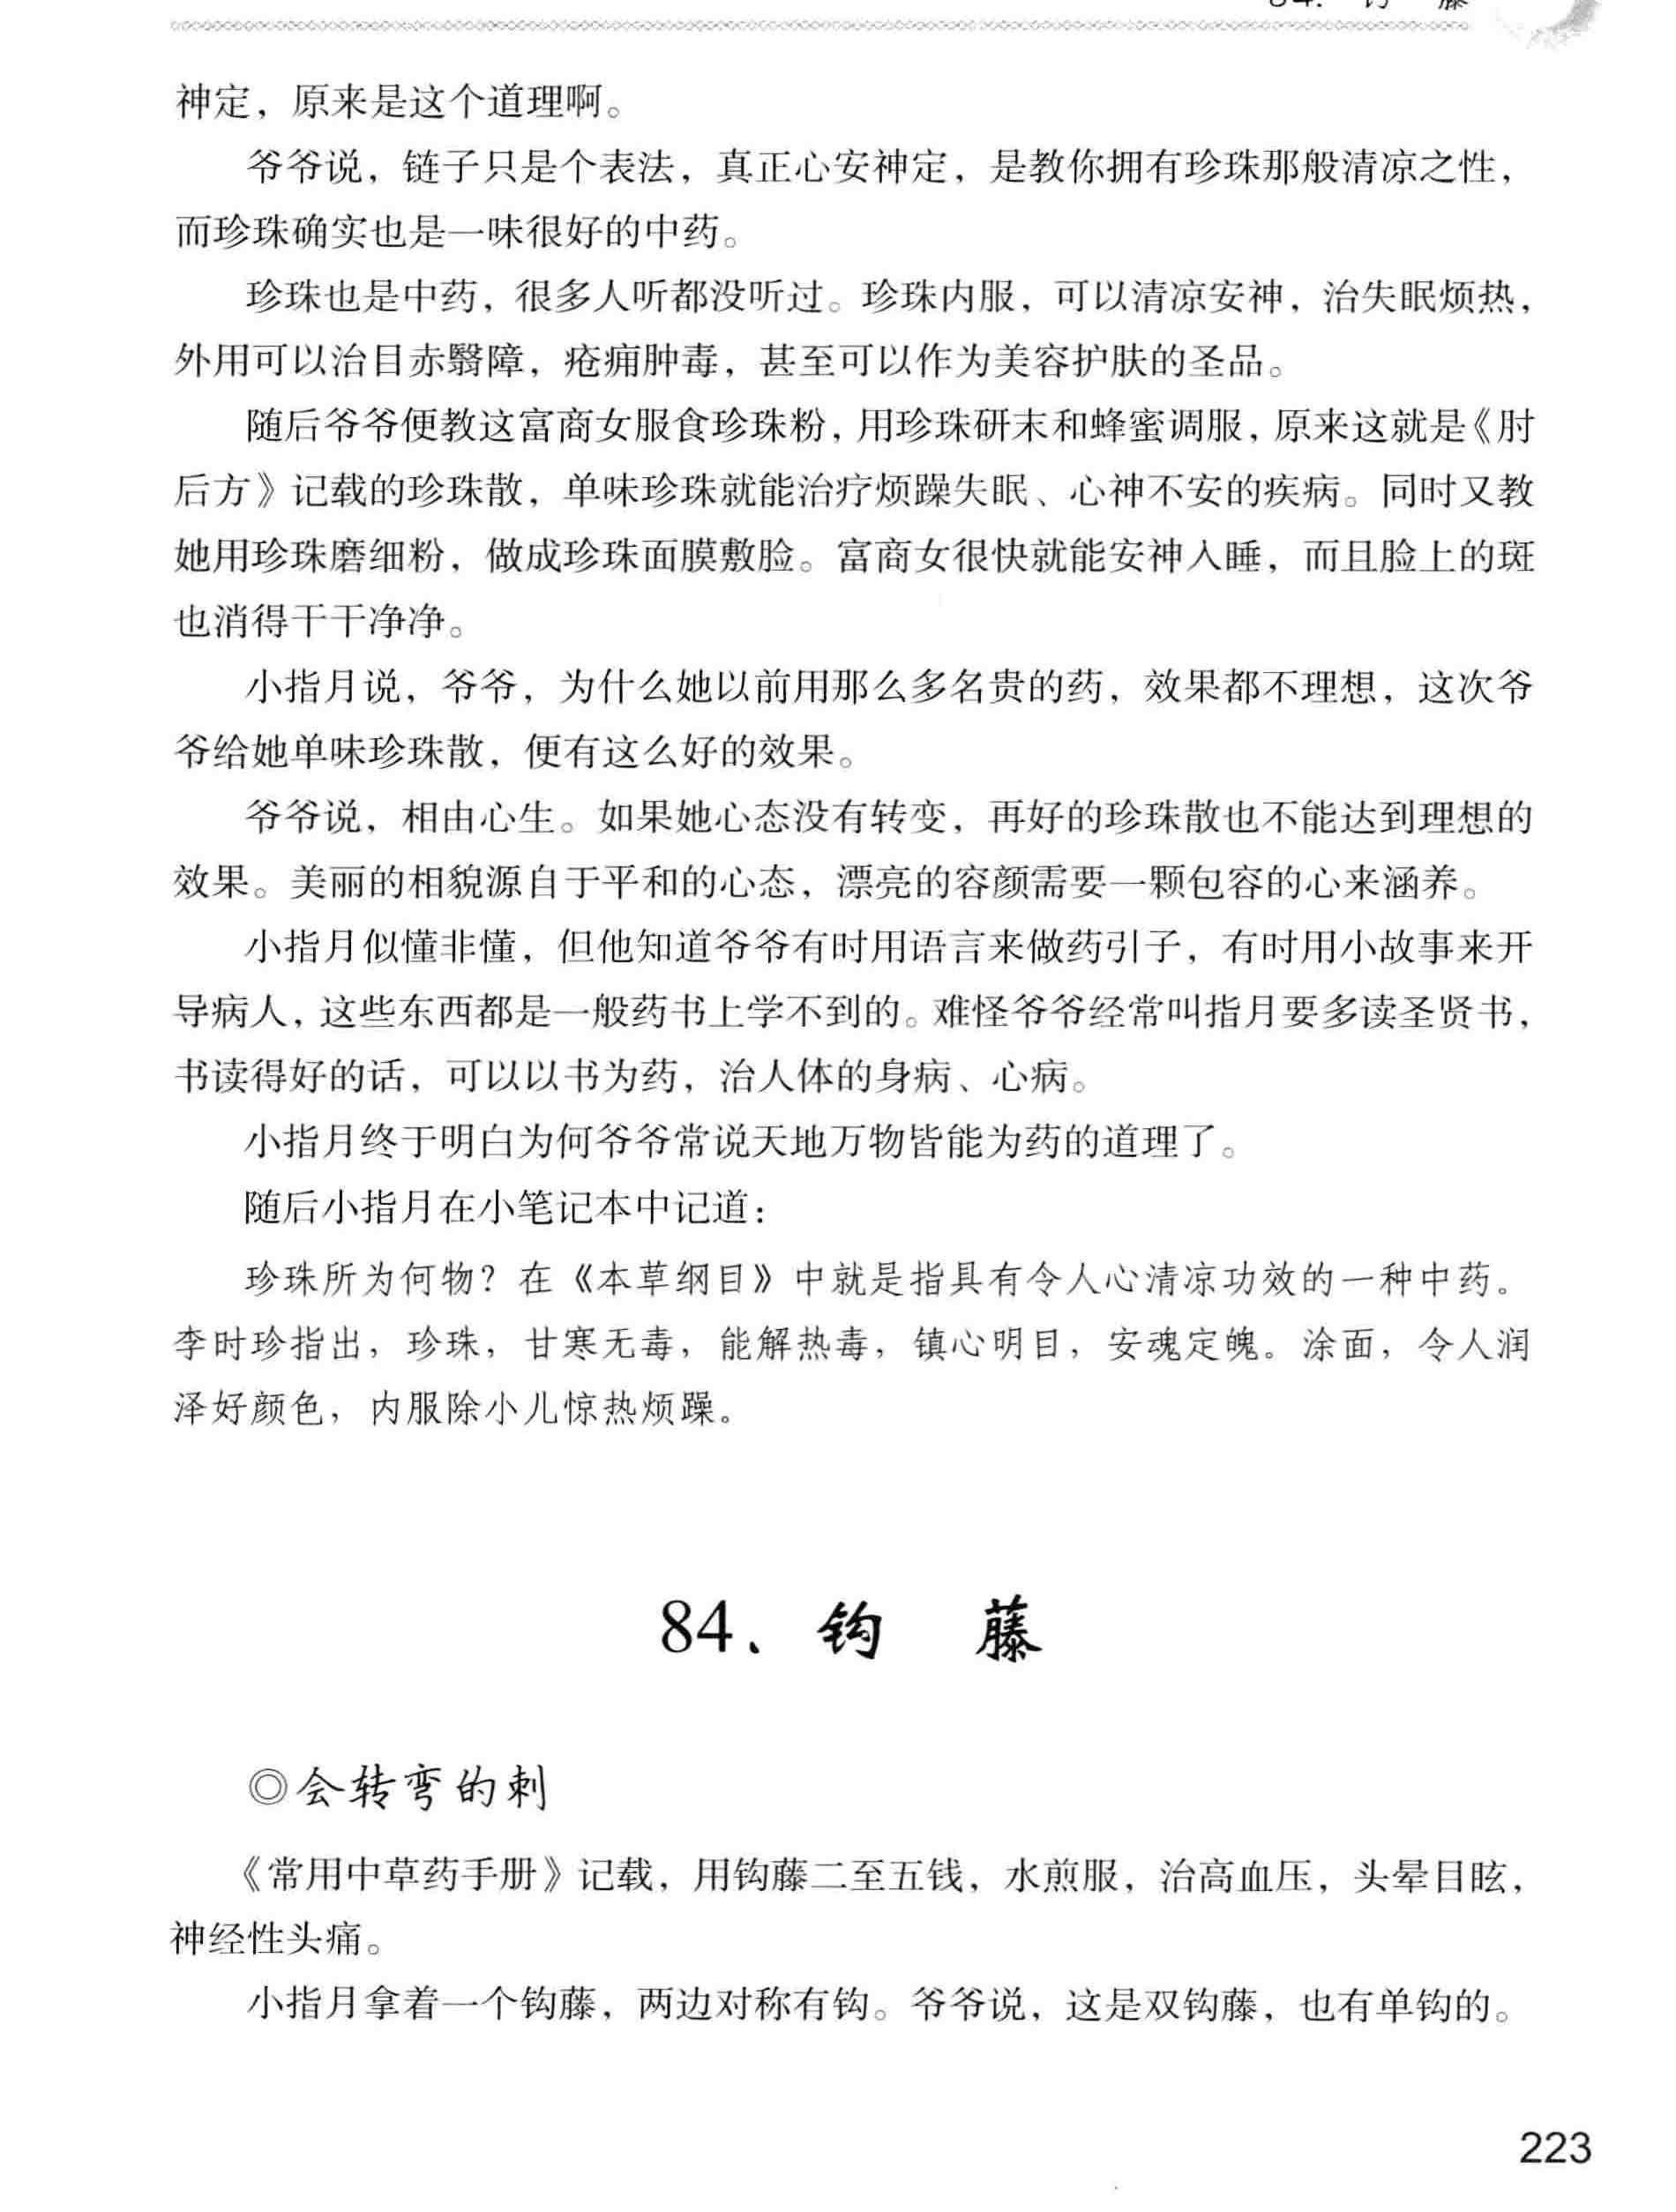 84. 钩 藤
神定，原来是这个道理啊。
爷爷说，链子只是个表法，真正心安神定，是教你拥有珍珠那般清凉之性，
而珍珠确实也是一味很好的中药。
珍珠也是中药，很多人听都没听过。珍珠内服，可以清凉安神，治失眠烦热，
外用可以治目赤翳障，疮痈肿毒，甚至可以作为美容护肤的圣品。
随后爷爷便教这富商女服食珍珠粉，用珍珠研末和蜂蜜调服，原来这就是《肘
后方》记载的珍珠散，单味珍珠就能治疗烦躁失眠、心神不安的疾病。同时又教
她用珍珠磨细粉，做成珍珠面膜敷脸。富商女很快就能安神入睡，而且脸上的斑
也消得干干净净。
小指月说，爷爷，为什么她以前用那么多名贵的药，效果都不理想，这次爷
爷给她单味珍珠散，便有这么好的效果。
爷爷说，相由心生。如果她心态没有转变，再好的珍珠散也不能达到理想的
效果。美丽的相貌源自于平和的心态，漂亮的容颜需要一颗包容的心来涵养。
小指月似懂非懂，但他知道爷爷有时用语言来做药引子，有时用小故事来开
导病人，这些东西都是一般药书上学不到的。难怪爷爷经常叫指月要多读圣贤书，
书读得好的话，可以以书为药，治人体的身病、心病。
小指月终于明白为何爷爷常说天地万物皆能为药的道理了。
随后小指月在小笔记本中记道：
珍珠所为何物？在《本草纲目》中就是指具有令人心清凉功效的一种中药。
李时珍指出，珍珠，甘寒无毒，能解热毒，镇心明目，安魂定魄。涂面，令人润
泽好颜色，内服除小儿惊热烦躁。
84、钩 藤
◎会转弯的刺
《常用中草药手册》记载，用钩藤二至五钱，水煎服，治高血压，头晕目眩，
神经性头痛。
小指月拿着一个钩藤，两边对称有钩。爷爷说，这是双钩藤，也有单钩的。
223